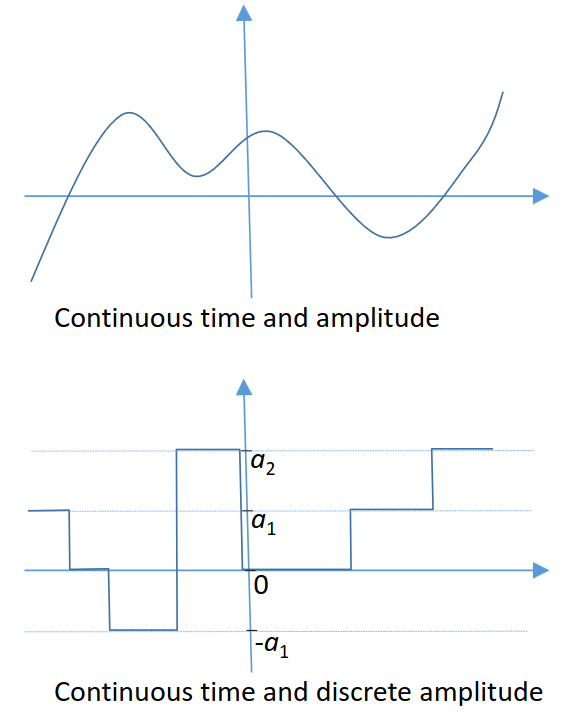 Continuous time and amplitude
a2
a1
0
-a1
Continuous time and discrete amplitude